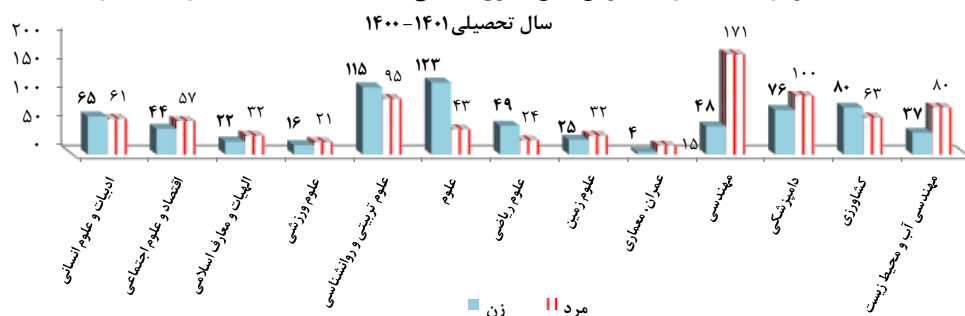 سال تحصیلی ۱۴۰۱-۱۴۰۰
۲۰۰
۱۵۰
۱۰۰
۵۰
۰
۶۵ ۶۱
۴۴ ۵۷
۲۲ ۳۲
۱۶ ۲۱
۱۱۵ ۹۵
۱۲۳ ۴۳
۴۹ ۲۴
۲۵ ۳۲
۴ ۱۵
۴۸ ۱۷۱
۷۶ ۱۰۰
۸۰ ۶۳
۳۷ ۸۰
ادبیات و علوم انسانی
اقتصاد و علوم اجتماعی
الهیات و معارف اسلامی
علوم ورزشی
علوم تربیتی و روانشناسی
علوم
علوم ریاضی
علوم زمین
عمران، معماری
مهندسی
دامپزشکی
کشاورزی
مهندسی آب و محیط زیست
زن مرد